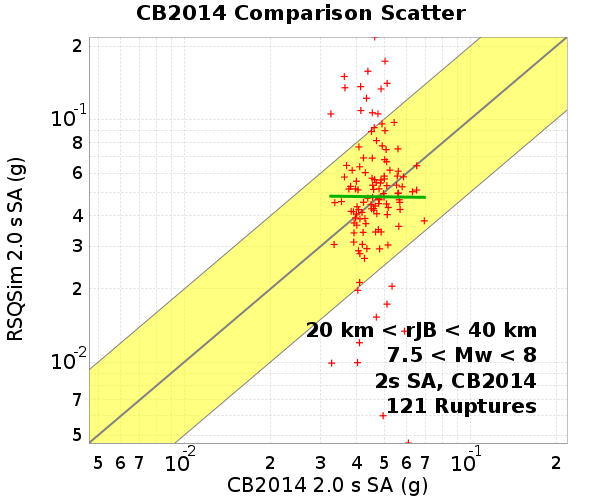 CB2014 Comparison Scatter
RSQSim 2.0 s SA (g)
2
10-1
8
6
4
3
2
10-2
7
5
20 km < rJB < 40 km
7.5 < Mw < 8
2s SA, CB2014
121 Ruptures
5 6 7 10-2 2 3 4 5 6 7 10-1 2
CB2014 2.0 s SA (g)